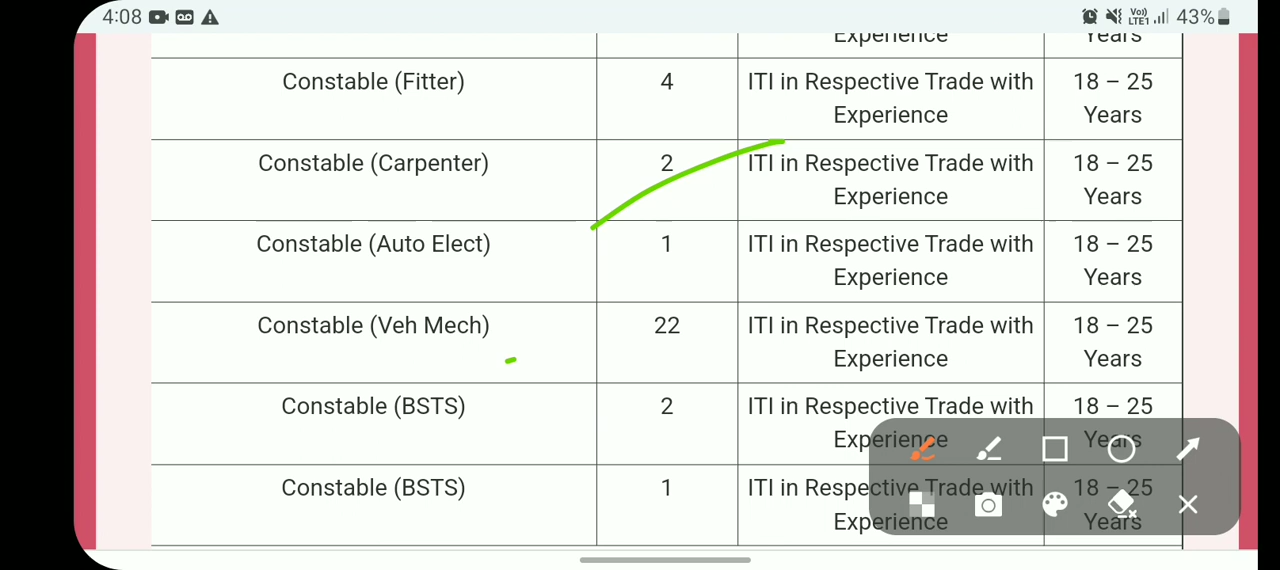 4:08
Vo))
LTE1
43%
Experience
Years
Constable (Fitter)
4
ITI in Respective Trade with
Experience
18 – 25
Years
Constable (Carpenter)
2
ITI in Respective Trade with
Experience
18 – 25
Years
Constable (Auto Elect)
1
ITI in Respective Trade with
Experience
18 – 25
Years
Constable (Veh Mech)
22
ITI in Respective Trade with
Experience
18 – 25
Years
Constable (BSTS)
2
ITI in Respective Trade with
Experience
18 – 25
Years
Constable (BSTS)
1
ITI in Respective Trade with
Experience
18 – 25
Years